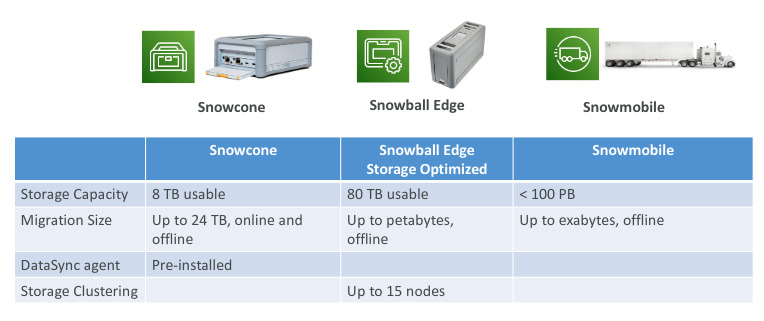 Snowcone
Snowball Edge
Snowmobile
Snowcone
Snowball Edge
Storage Optimized
Snowmobile
Storage Capacity
8 TB usable
80 TB usable
< 100 PB
Migration Size
Up to 24 TB, online and
offline
Up to petabytes,
offline
Up to exabytes, offline
DataSync agent
Pre-installed
Storage Clustering
Up to 15 nodes